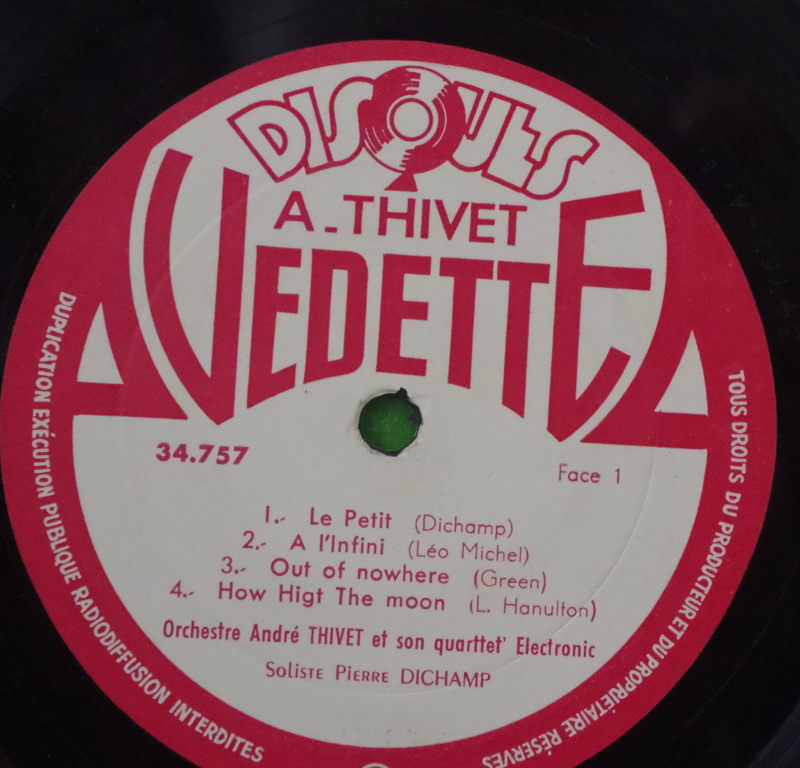 DISQUES
A-THIVET
VEDETTE
34.757
Face 1
1.- Le Petit (Dichamp)
2.- A l'Infini (Léo Michel)
3.- Out of nowhere (Green)
4.- How Higt The moon (L. Hanulton)
Orchestre André THIVET et son quarttet' Electronic
Soliste Pierre DICHAMP
DUPLICATION EXÉCUTION PUBLIQUE RADIODIFFUSION INTERDITES
TOUS DROITS DU PRODUCTEUR ET DU PROPRIÉTAIRE RÉSERVÉS